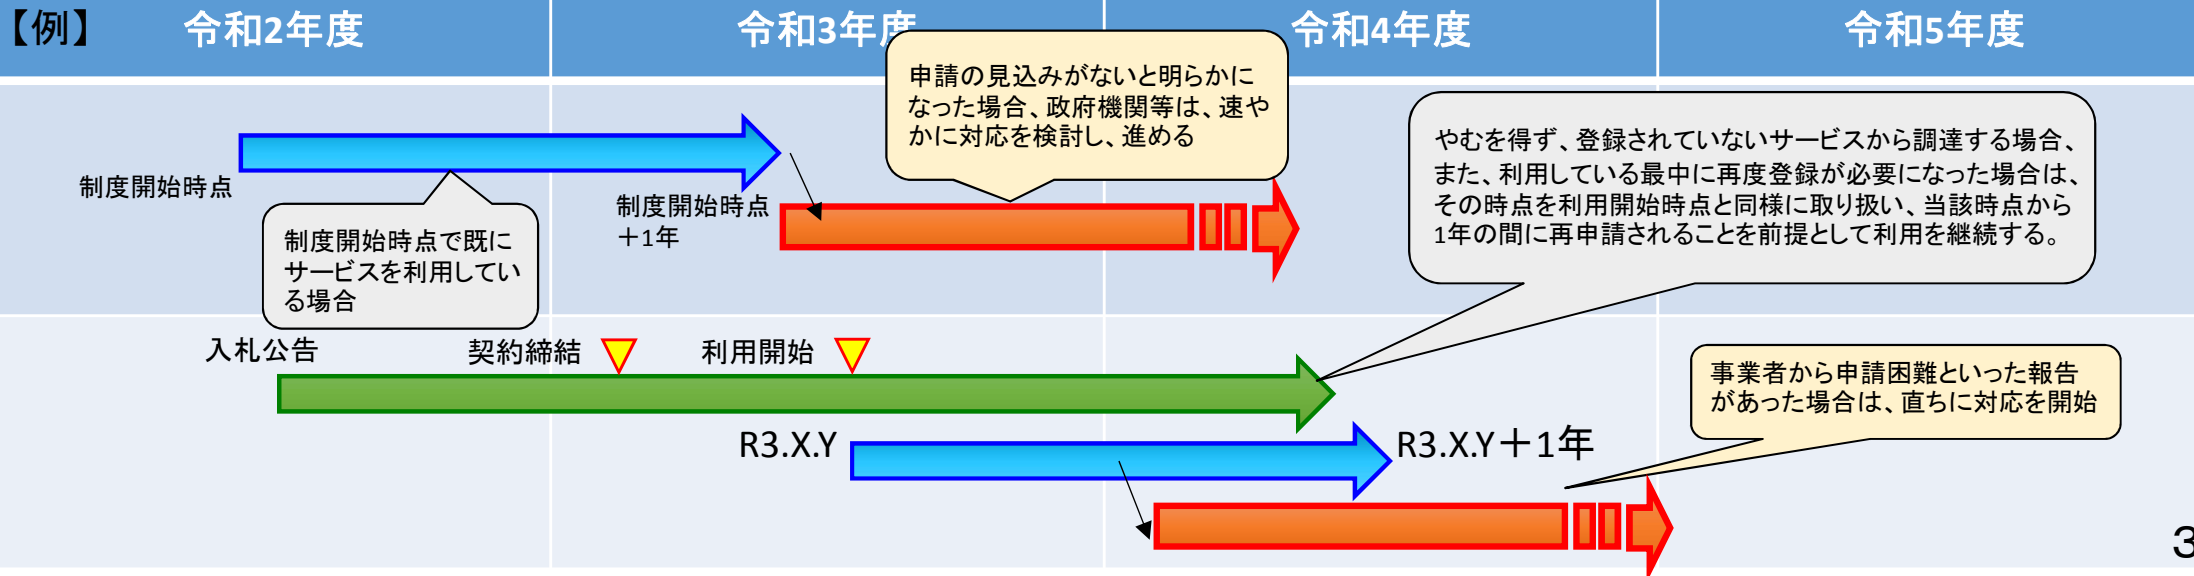 【例】
令和2年度
令和3年度
令和4年度
令和5年度
申請の見込みがないと明らかに
なった場合、政府機関等は、速や
かに対応を検討し、進める
やむを得ず、登録されていないサービスから調達する場合、
また、利用している最中に再度登録が必要になった場合は、
その時点を利用開始時点と同様に取り扱い、当該時点から
1年の間に再申請されることを前提として利用を継続する。
制度開始時点
制度開始時点
＋1年
制度開始時点で既に
サービスを利用してい
る場合
入札公告
契約締結
利用開始
事業者から申請困難といった報告
があった場合は、直ちに対応を開始
R3.X.Y
R3.X.Y＋1年
3